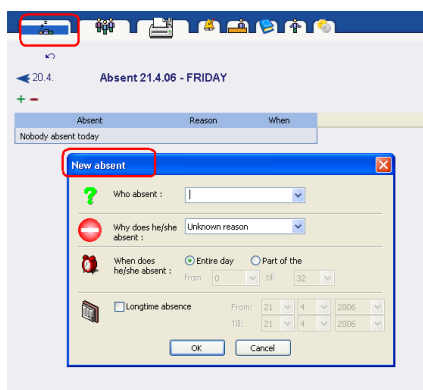 20.4.
Absent 21.4.06 - FRIDAY
Absent Reason When
Nobody absent today
New absent
Who absent :
Why does he/she absent :
Unknown reason
When does he/she absent :
Entire day Part of the
from 0 till 32
Longtime absence
From: 21 4 2006
Till: 21 4 2006
OK Cancel